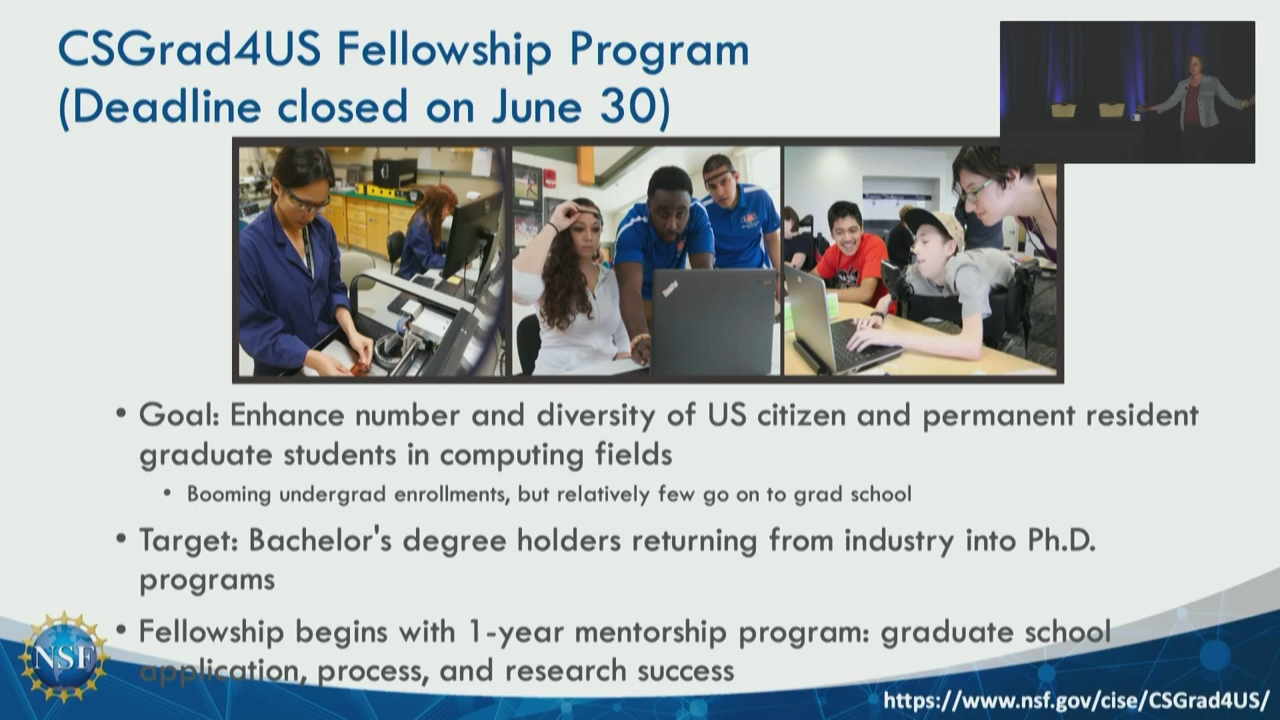 CSGrad4US Fellowship Program
(Deadline closed on June 30)
• Goal: Enhance number and diversity of US citizen and permanent resident
graduate students in computing fields
• Booming undergrad enrollments, but relatively few go on to grad school
• Target: Bachelor's degree holders returning from industry into Ph.D.
programs
• Fellowship begins with 1-year mentorship program: graduate school
application, process, and research success
NSF
https://www.nsf.gov/cise/CSGrad4US/